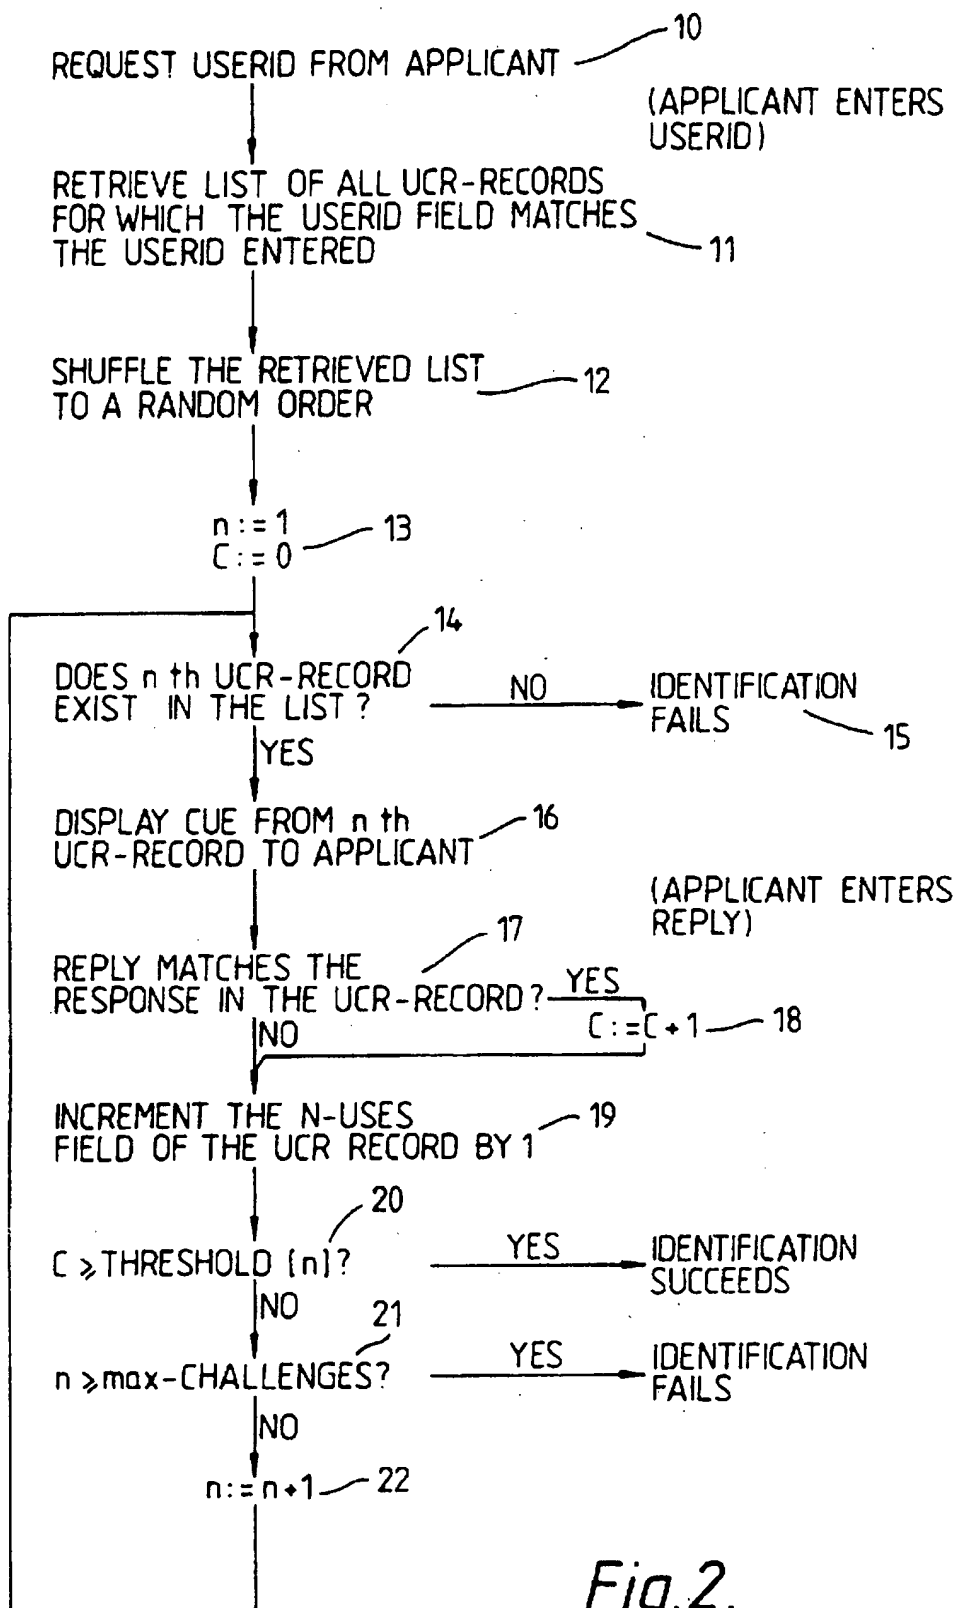 10
REQUEST USERID FROM APPLICANT
(APPLICANT ENTERS
USERID)
RETRIEVE LIST OF ALL UCR-RECORDS
FOR WHICH THE USERID FIELD MATCHES
THE USERID ENTERED
11
SHUFFLE THE RETRIEVED LIST
TO A RANDOM ORDER
12
n:=1
C:=0
13
14
DOES n th UCR-RECORD
EXIST IN THE LIST?
NO
IDENTIFICATION
FAILS
15
YES
DISPLAY CUE FROM n th
UCR-RECORD TO APPLICANT
16
(APPLICANT ENTERS
REPLY)
17
REPLY MATCHES THE
RESPONSE IN THE UCR-RECORD?
YES
C:=C+1
18
NO
INCREMENT THE N-USES
FIELD OF THE UCR RECORD BY 1
19
20
C ⩾ THRESHOLD [n]?
YES
IDENTIFICATION
SUCCEEDS
NO
21
n ⩾ max-CHALLENGES?
YES
IDENTIFICATION
FAILS
NO
n:=n+1
22
Fig.2.